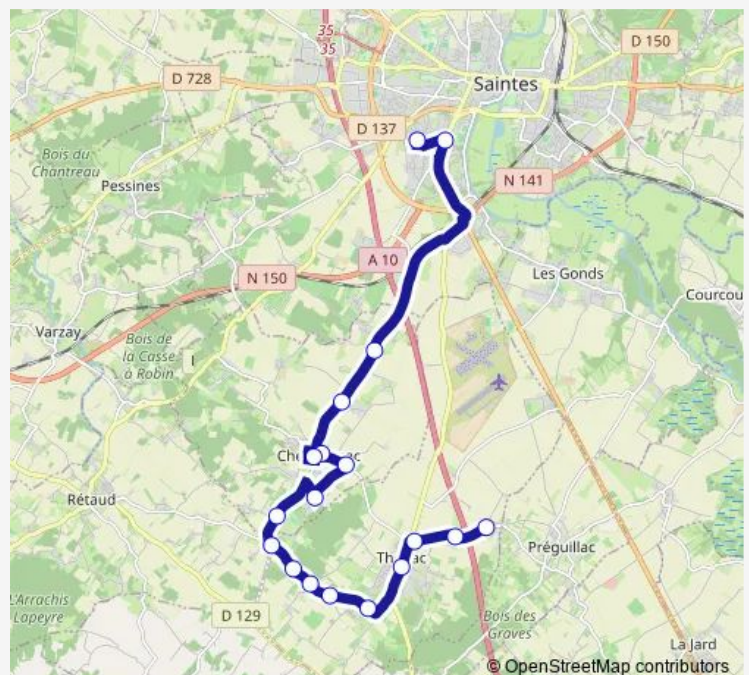 35
35
D 150
D 728
Saintes
D 137
Bois du
Chantreau
Pessines
N 141
A 10
Les Gonds
N 150
Courcou
Varzay
Bois de
la Casse
à Robin
Rétaud
Préguillac
L'Arrachis
Lapeyre
D 129
Bois des
Graves
La Jard
© OpenStreetMap contributors